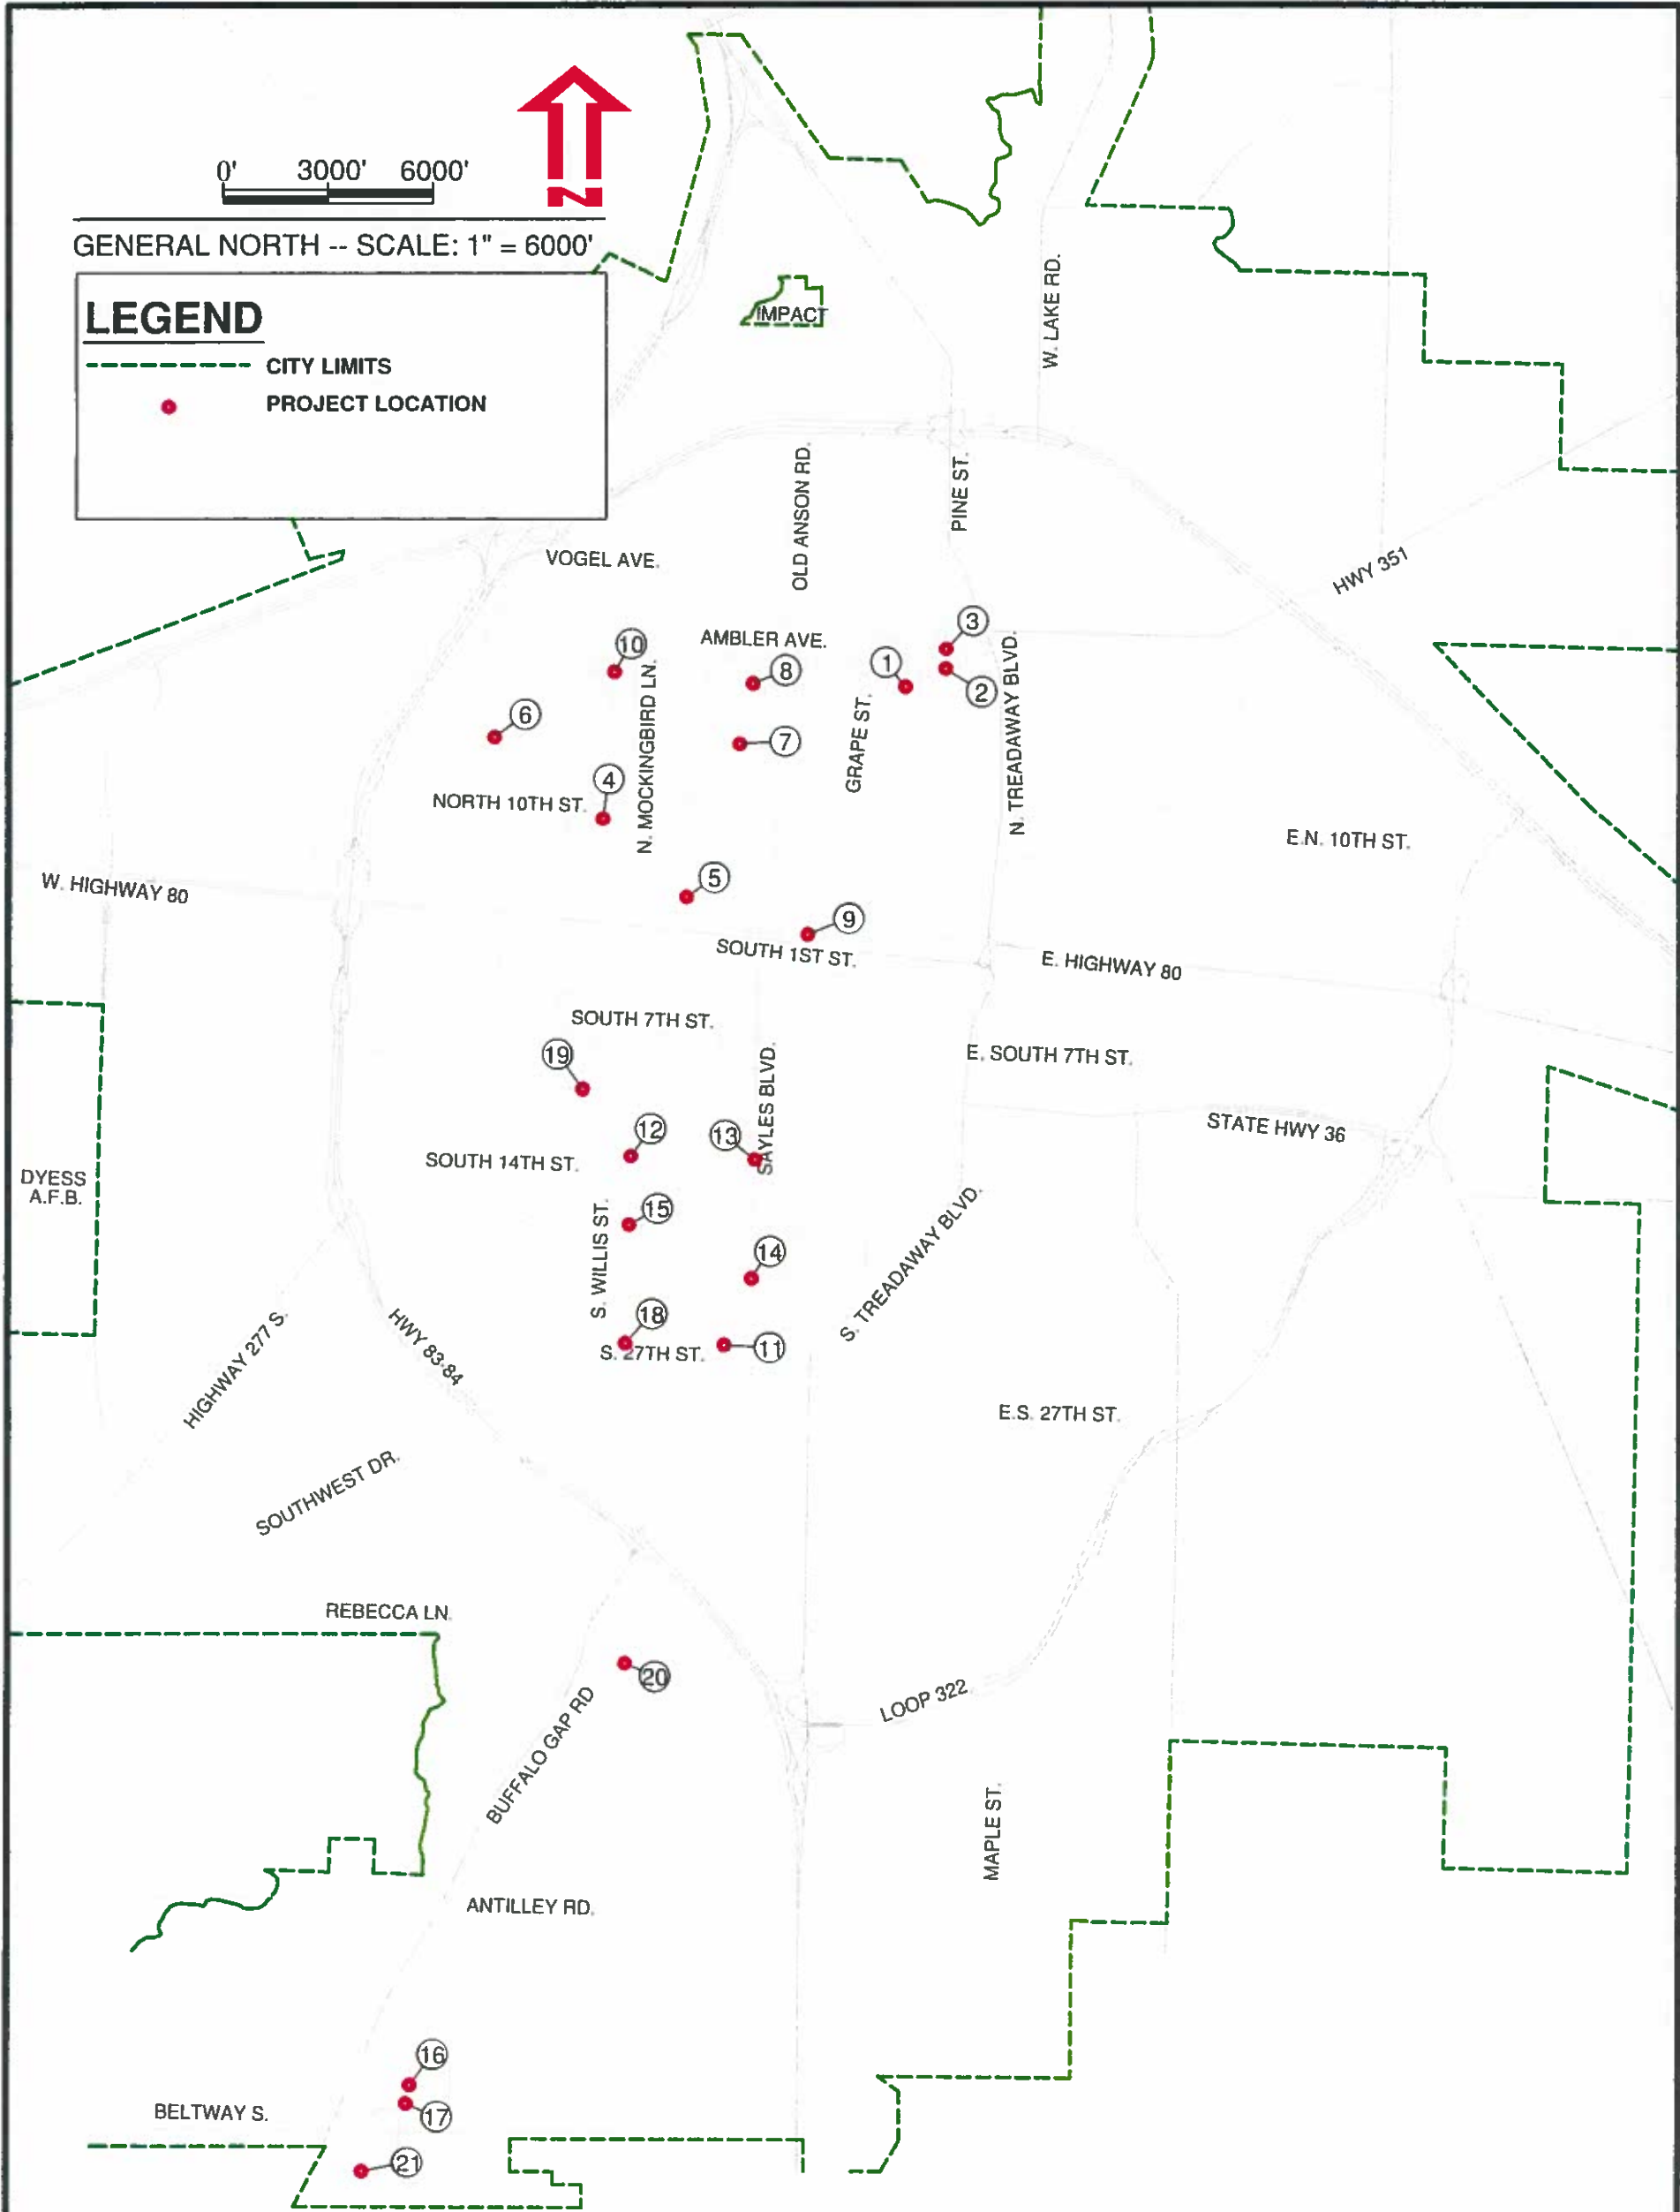 0' 3000' 6000'
N
GENERAL NORTH -- SCALE: 1" = 6000'
LEGEND
CITY LIMITS
PROJECT LOCATION
IMPACT
W. LAKE RD.
OLD ANSON RD.
PINE ST.
VOGEL AVE.
HWY 351
3
10
AMBLER AVE.
8
1
2
N. TREADAWAY BLVD.
N. MOCKINGBIRD LN.
GRAPE ST.
6
7
4
NORTH 10TH ST.
E.N. 10TH ST.
W. HIGHWAY 80
5
9
SOUTH 1ST ST.
E. HIGHWAY 80
SOUTH 7TH ST.
19
E. SOUTH 7TH ST.
SAYLES BLVD.
12
13
STATE HWY 36
SOUTH 14TH ST.
DYESS
A.F.B.
15
S. WILLIS ST.
14
S. TREADAWAY BLVD.
18
HIGHWAY 277 S.
HWY 83-84
S. 27TH ST.
11
E.S. 27TH ST.
SOUTHWEST DR.
REBECCA LN.
20
LOOP 322
BUFFALO GAP RD
MAPLE ST.
ANTILLEY RD.
16
17
BELTWAY S.
21